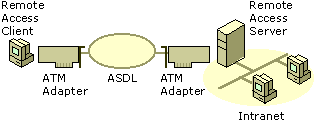 Remote
Access
Client
ATM
Adapter
ASDL
ATM
Adapter
Remote
Access
Server
Intranet